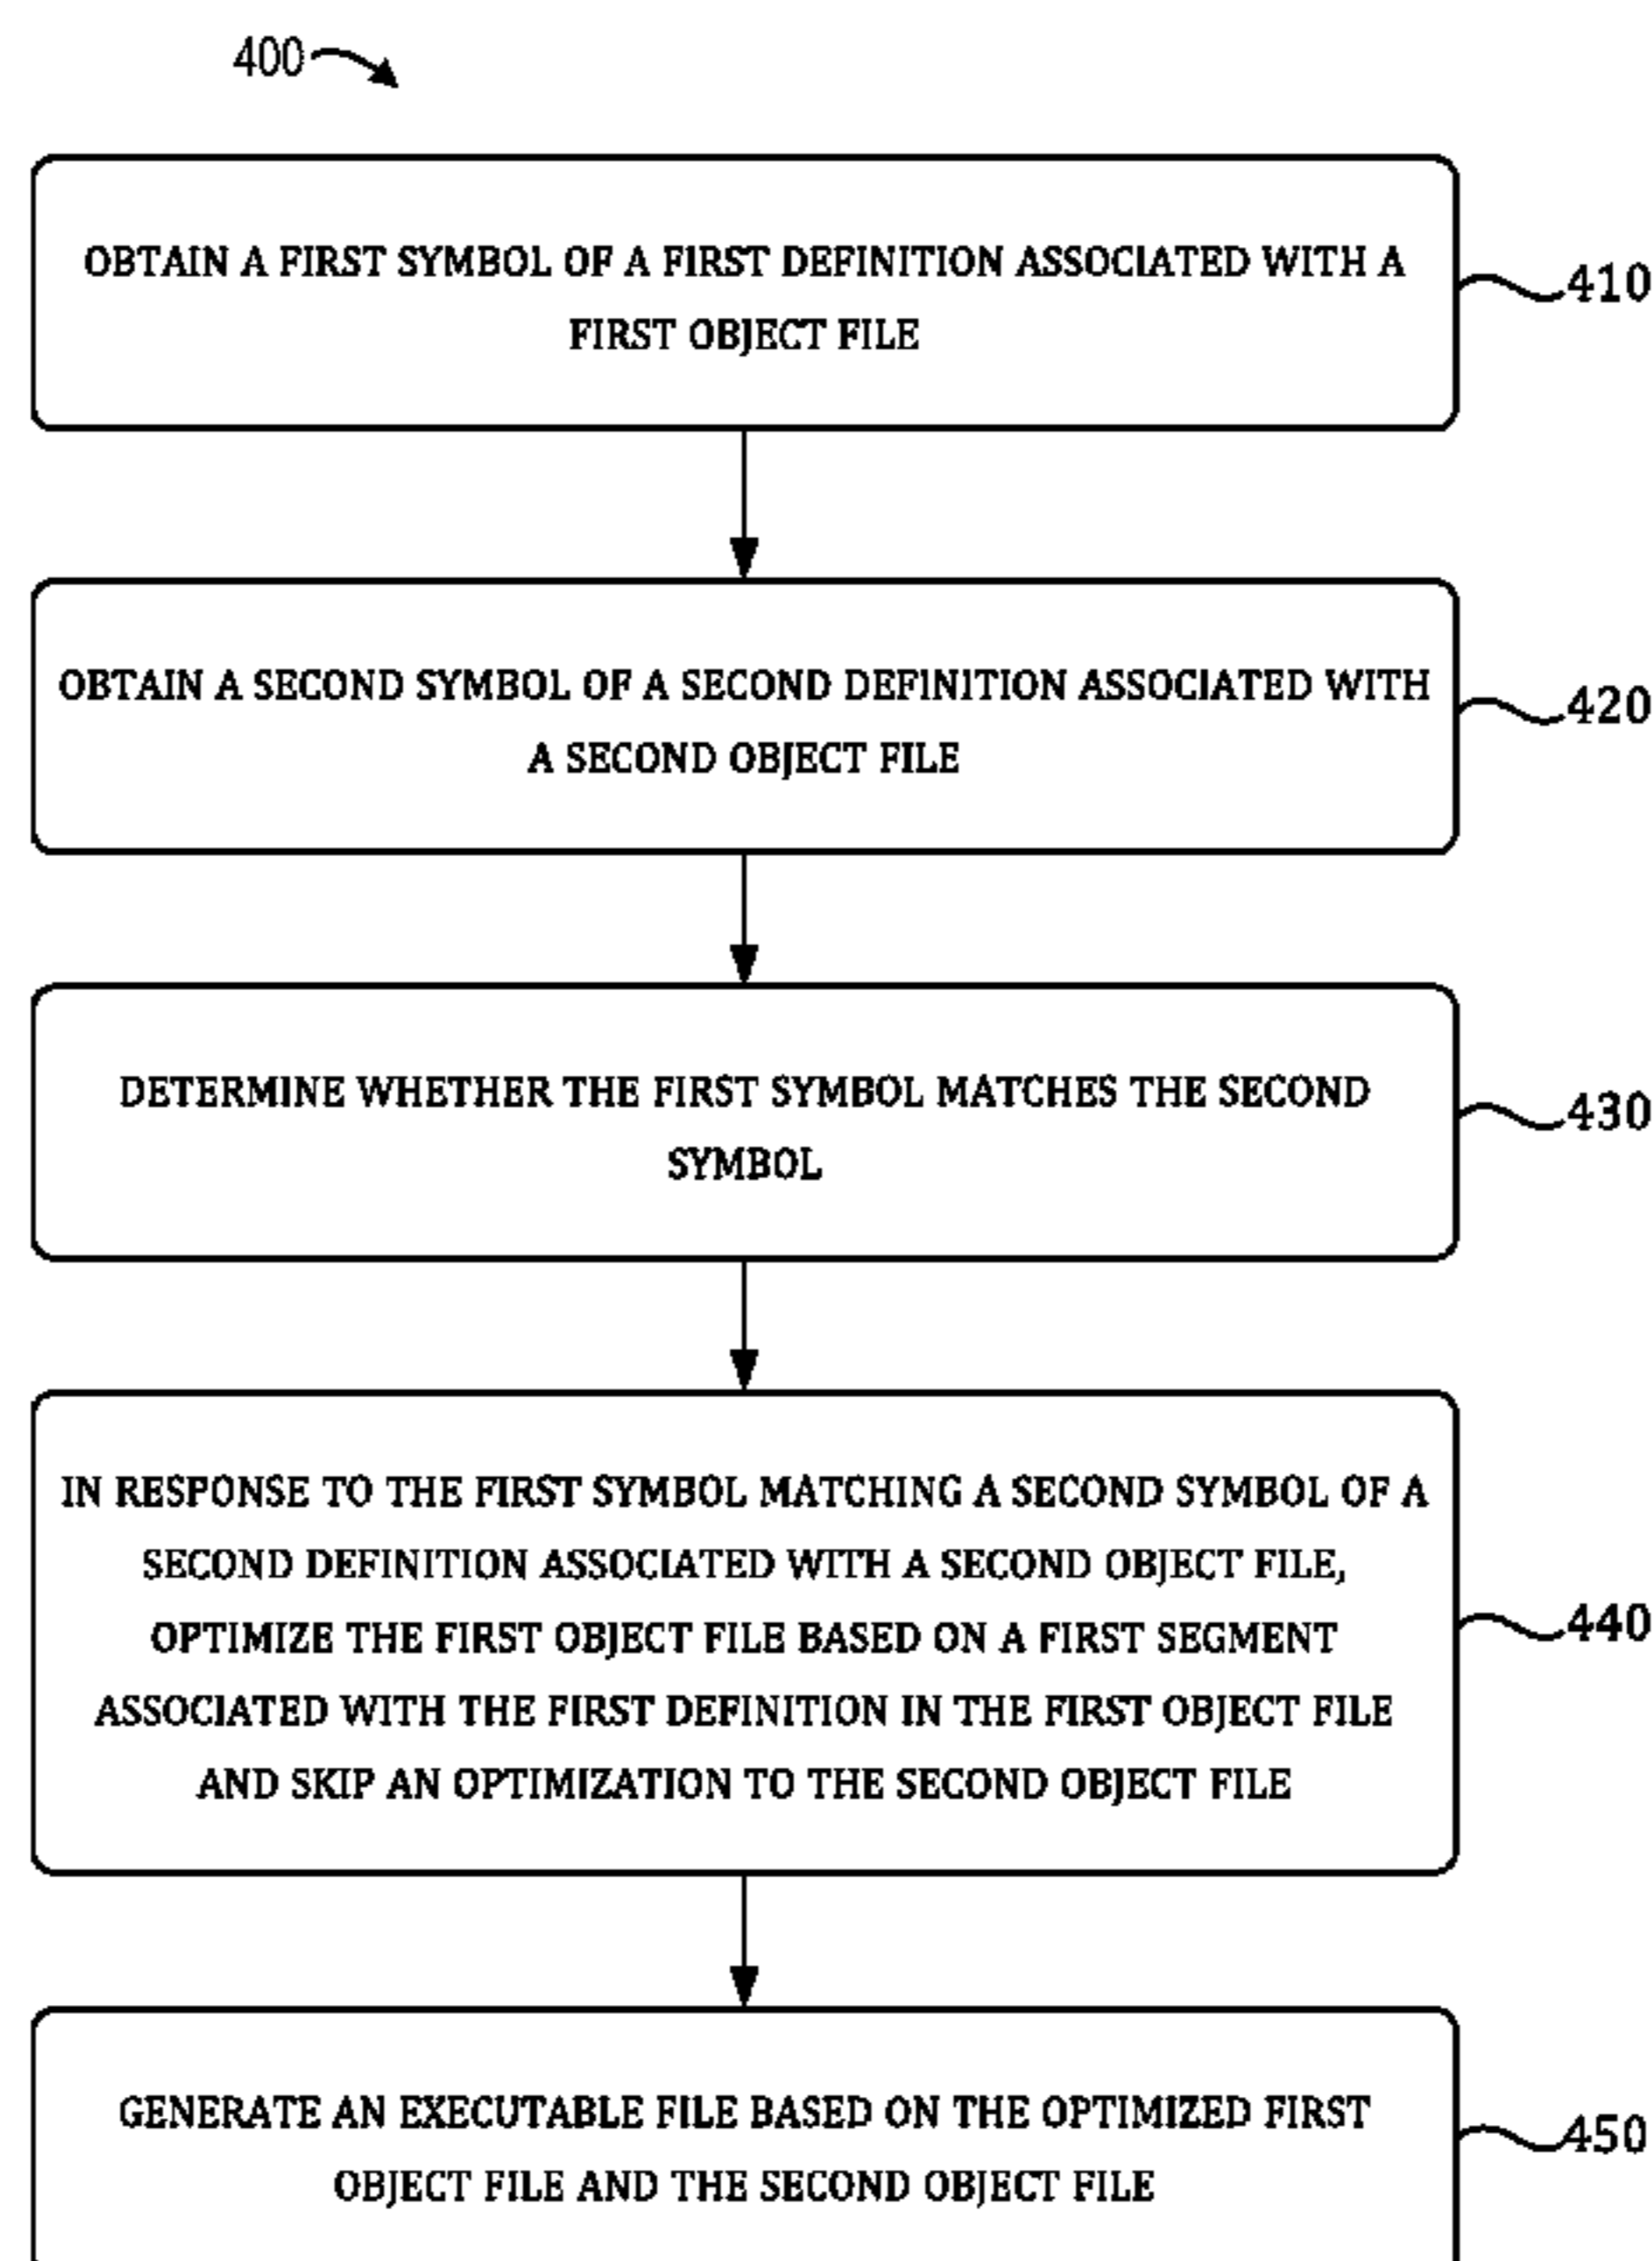 400
OBTAIN A FIRST SYMBOL OF A FIRST DEFINITION ASSOCIATED WITH A
FIRST OBJECT FILE
410
OBTAIN A SECOND SYMBOL OF A SECOND DEFINITION ASSOCIATED WITH
A SECOND OBJECT FILE
420
DETERMINE WHETHER THE FIRST SYMBOL MATCHES THE SECOND
SYMBOL
430
IN RESPONSE TO THE FIRST SYMBOL MATCHING A SECOND SYMBOL OF A
SECOND DEFINITION ASSOCIATED WITH A SECOND OBJECT FILE,
OPTIMIZE THE FIRST OBJECT FILE BASED ON A FIRST SEGMENT
ASSOCIATED WITH THE FIRST DEFINITION IN THE FIRST OBJECT FILE
AND SKIP AN OPTIMIZATION TO THE SECOND OBJECT FILE
440
GENERATE AN EXECUTABLE FILE BASED ON THE OPTIMIZED FIRST
OBJECT FILE AND THE SECOND OBJECT FILE
450